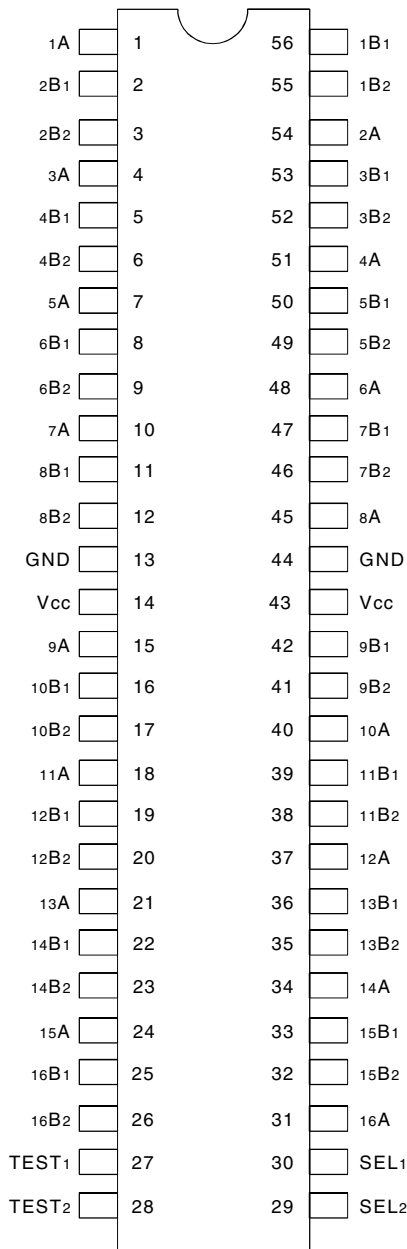 1A 1 56 1B1
2B1 2 55 1B2
2B2 3 54 2A
3A 4 53 3B1
4B1 5 52 3B2
4B2 6 51 4A
5A 7 50 5B1
6B1 8 49 5B2
6B2 9 48 6A
7A 10 47 7B1
8B1 11 46 7B2
8B2 12 45 8A
GND 13 44 GND
Vcc 14 43 Vcc
9A 15 42 9B1
10B1 16 41 9B2
10B2 17 40 10A
11A 18 39 11B1
12B1 19 38 11B2
12B2 20 37 12A
13A 21 36 13B1
14B1 22 35 13B2
14B2 23 34 14A
15A 24 33 15B1
16B1 25 32 15B2
16B2 26 31 16A
TEST1 27 30 SEL1
TEST2 28 29 SEL2